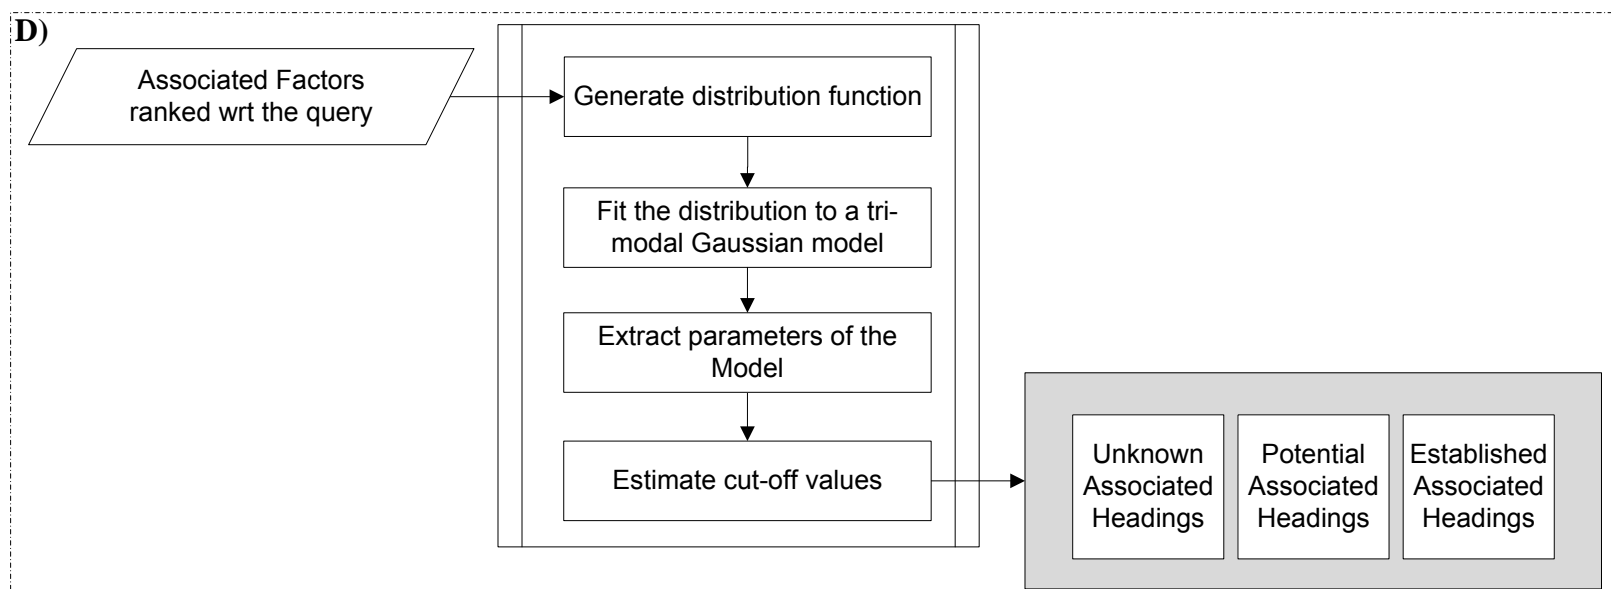 D)
Associated Factors
ranked wrt the query
Generate distribution function
Fit the distribution to a tri-
modal Gaussian model
Extract parameters of the
Model
Estimate cut-off values
Unknown
Associated
Headings
Potential
Associated
Headings
Established
Associated
Headings